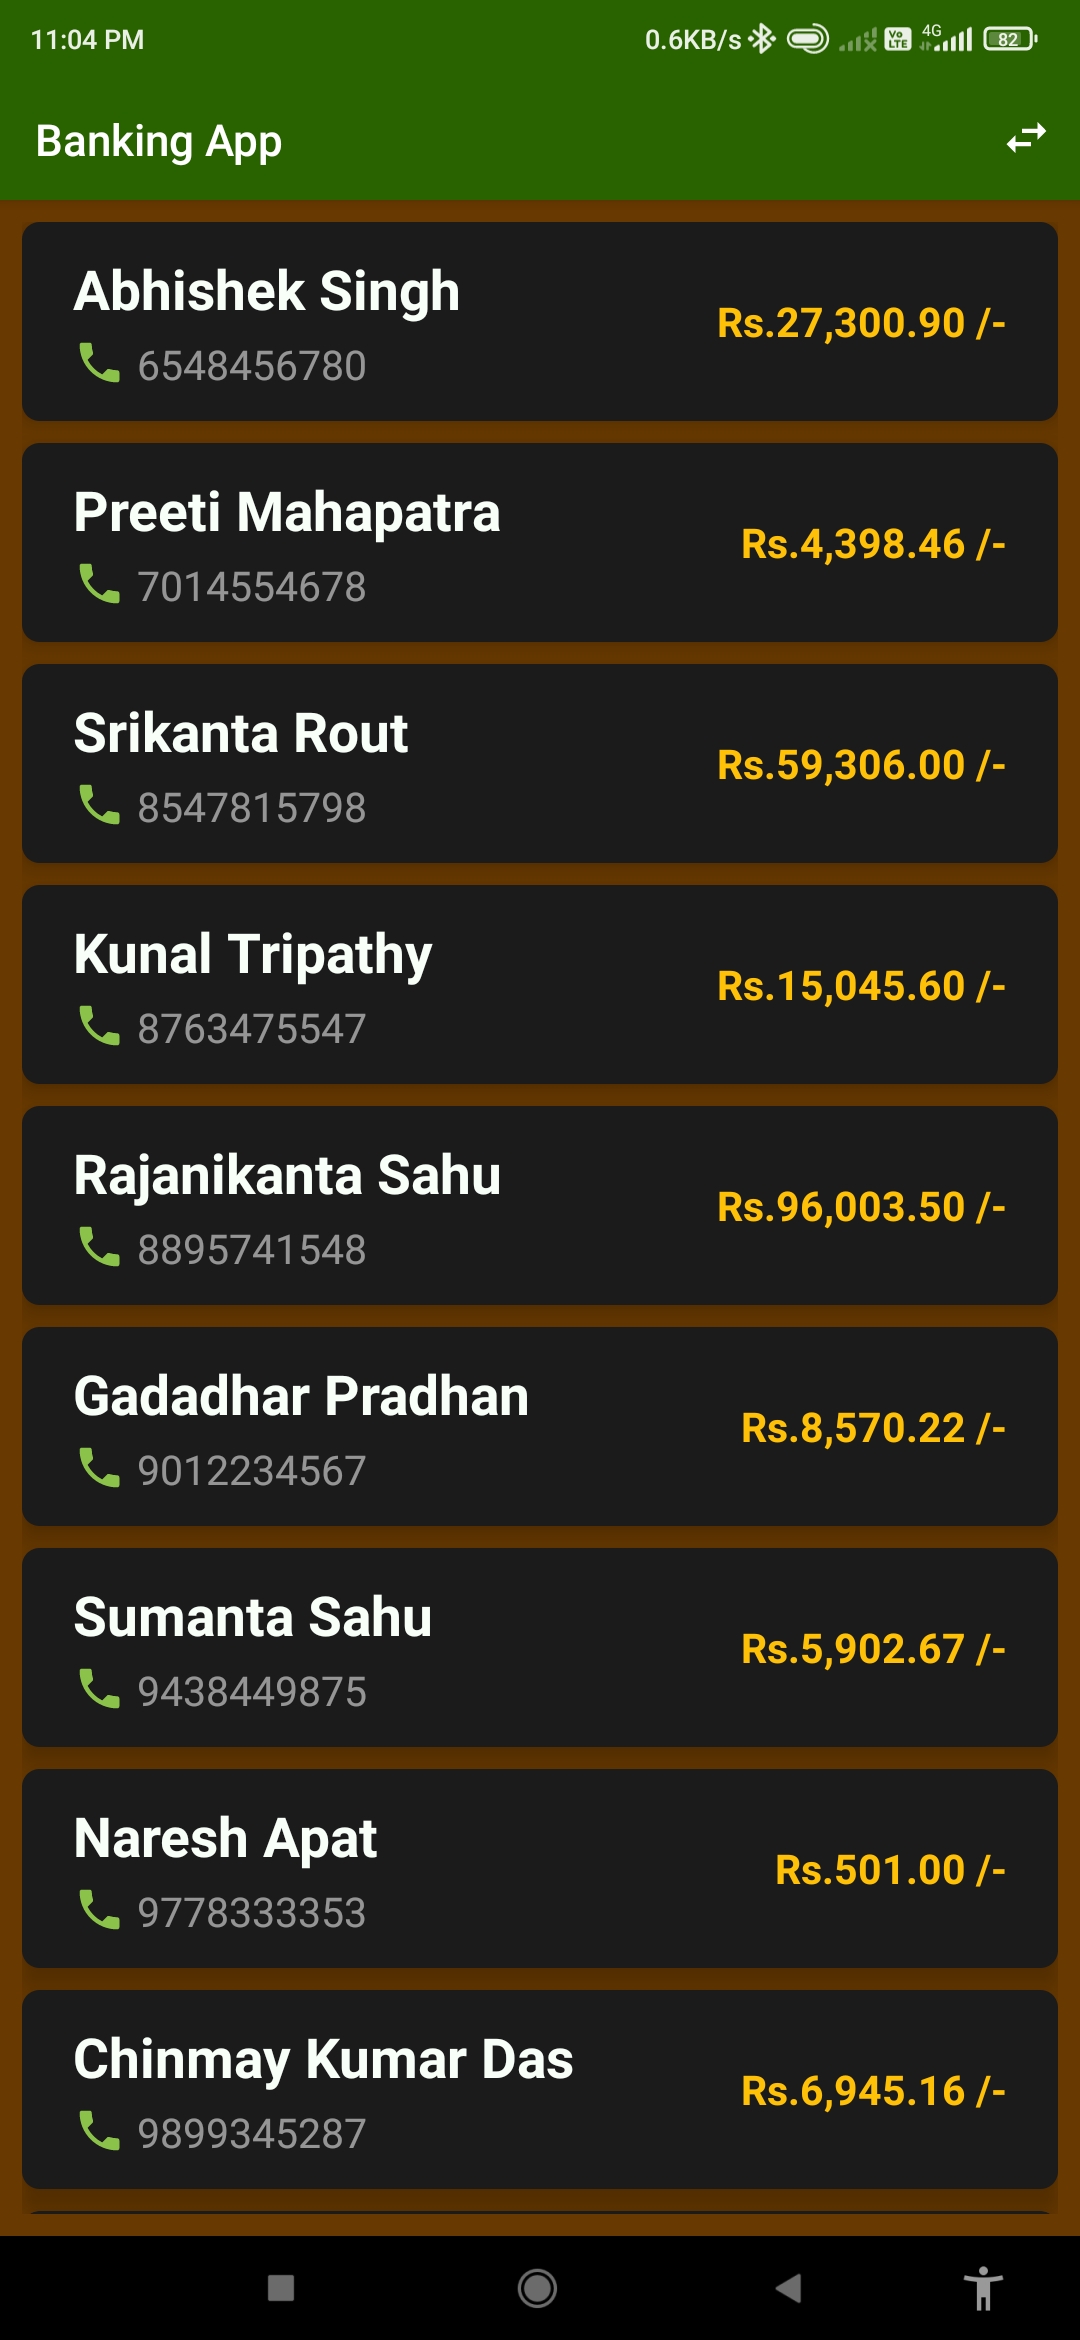 11:04 PM 0.6KB/s Vo LTE 4G 82
Banking App
Abhishek Singh
Rs.27,300.90 /-
6548456780
Preeti Mahapatra
Rs.4,398.46 /-
7014554678
Srikanta Rout
Rs.59,306.00 /-
8547815798
Kunal Tripathy
Rs.15,045.60 /-
8763475547
Rajanikanta Sahu
Rs.96,003.50 /-
8895741548
Gadadhar Pradhan
Rs.8,570.22 /-
9012234567
Sumanta Sahu
Rs.5,902.67 /-
9438449875
Naresh Apat
Rs.501.00 /-
9778333353
Chinmay Kumar Das
Rs.6,945.16 /-
9899345287